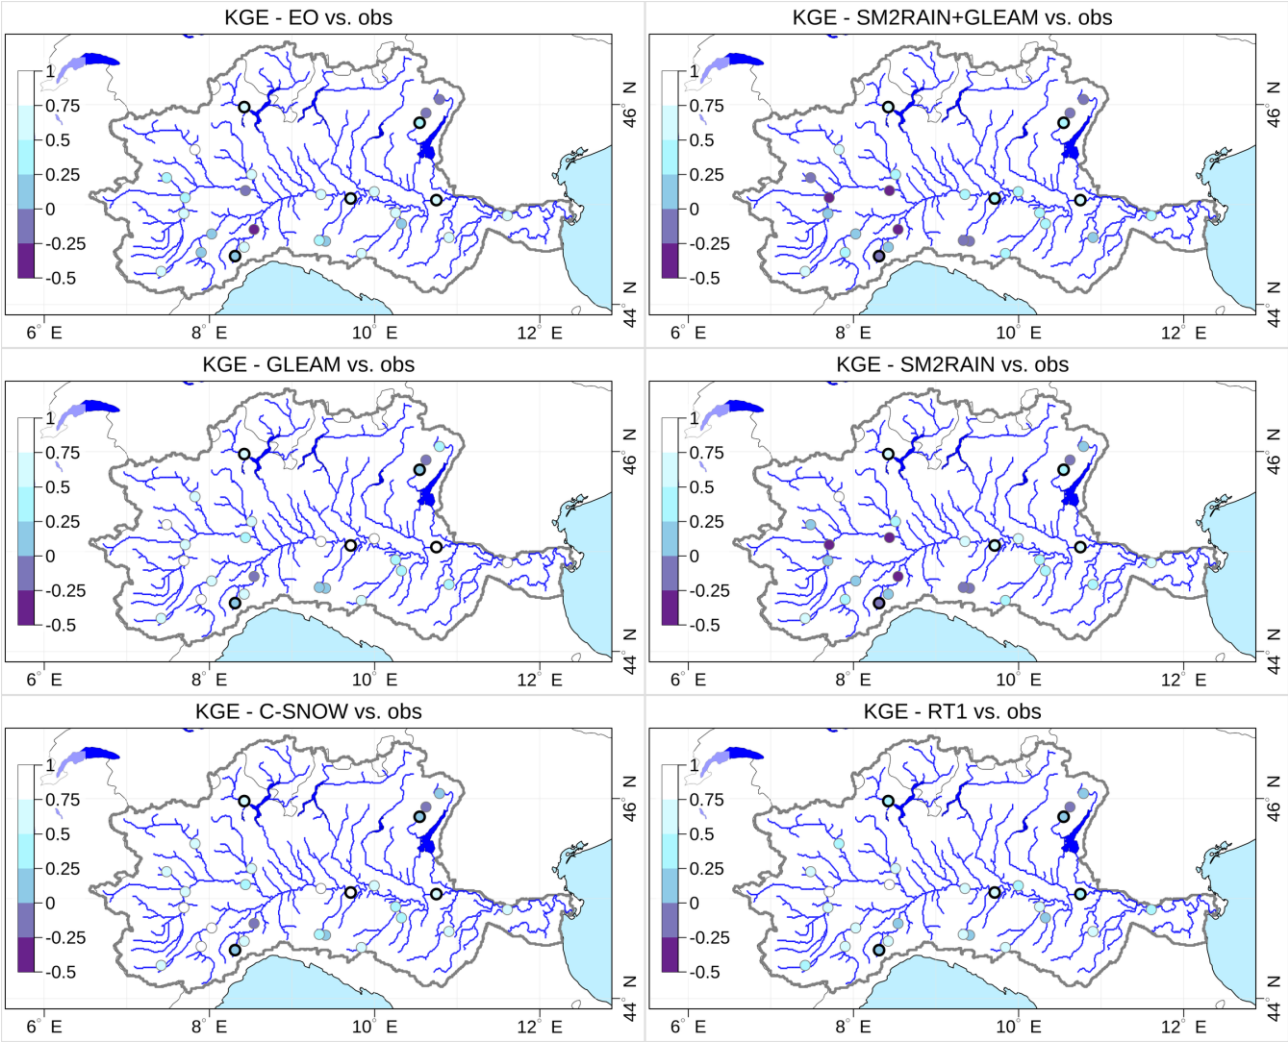 KGE - EO vs. obs
1
0.75
0.5
0.25
0
-0.25
-0.5
46° N
44° N
6° E 8° E 10° E 12° E
KGE - SM2RAIN+GLEAM vs. obs
1
0.75
0.5
0.25
0
-0.25
-0.5
46° N
44° N
6° E 8° E 10° E 12° E
KGE - GLEAM vs. obs
1
0.75
0.5
0.25
0
-0.25
-0.5
46° N
44° N
6° E 8° E 10° E 12° E
KGE - SM2RAIN vs. obs
1
0.75
0.5
0.25
0
-0.25
-0.5
46° N
44° N
6° E 8° E 10° E 12° E
KGE - C-SNOW vs. obs
1
0.75
0.5
0.25
0
-0.25
-0.5
46° N
44° N
6° E 8° E 10° E 12° E
KGE - RT1 vs. obs
1
0.75
0.5
0.25
0
-0.25
-0.5
46° N
44° N
6° E 8° E 10° E 12° E